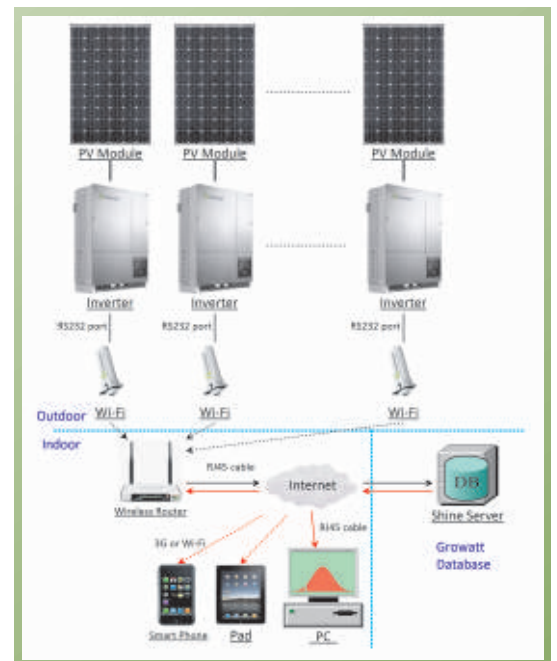 PV Module
PV Module
PV Module
Inverter
Inverter
Inverter
RS232 port
RS232 port
RS232 port
Wi-Fi
Wi-Fi
Wi-Fi
Outdoor
Indoor
RJ45 cable
Internet
DB
Wireless Router
Shine Server
RJ45 cable
3G or Wi-Fi
Growatt
Database
Smart Phone
Pad
PC